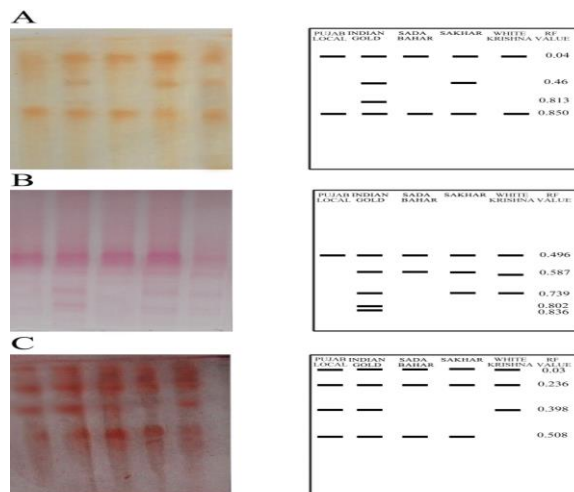 A
PUJAB INDIAN SADA SAKHAR WHITE RF
LOCAL GOLD BAHAR KRISHNA VALUE
0.04
0.46
0.813
0.850
B
PUJAB INDIAN SADA SAKHAR WHITE RF
LOCAL GOLD BAHAR KRISHNA VALUE
0.496
0.587
0.739
0.802
0.836
C
PUJAB INDIAN SADA SAKHAR WHITE RF
LOCAL GOLD BAHAR KRISHNA VALUE
0.03
0.236
0.398
0.508